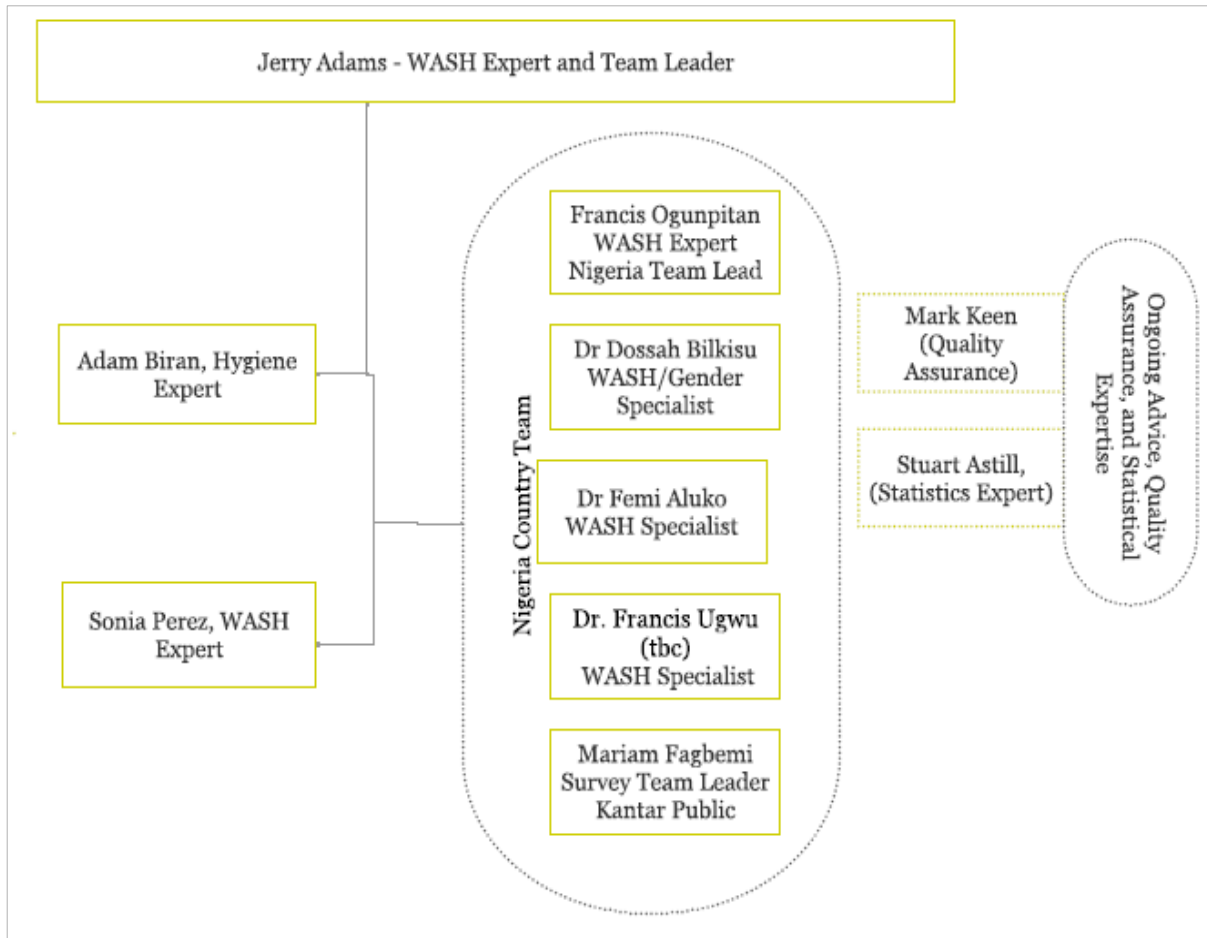 Jerry Adams - WASH Expert and Team Leader
Adam Biran, Hygiene
Expert
Sonia Perez, WASH
Expert
Nigeria Country Team
Francis Ogunpitan
WASH Expert
Nigeria Team Lead
Dr Dossah Bilkisu
WASH/Gender
Specialist
Dr Femi Aluko
WASH Specialist
Dr. Francis Ugwu
(tbc)
WASH Specialist
Mariam Fagbemi
Survey Team Leader
Kantar Public
Mark Keen
(Quality
Assurance)
Stuart Astill,
(Statistics Expert)
Ongoing Advice, Quality
Assurance, and Statistical
Expertise